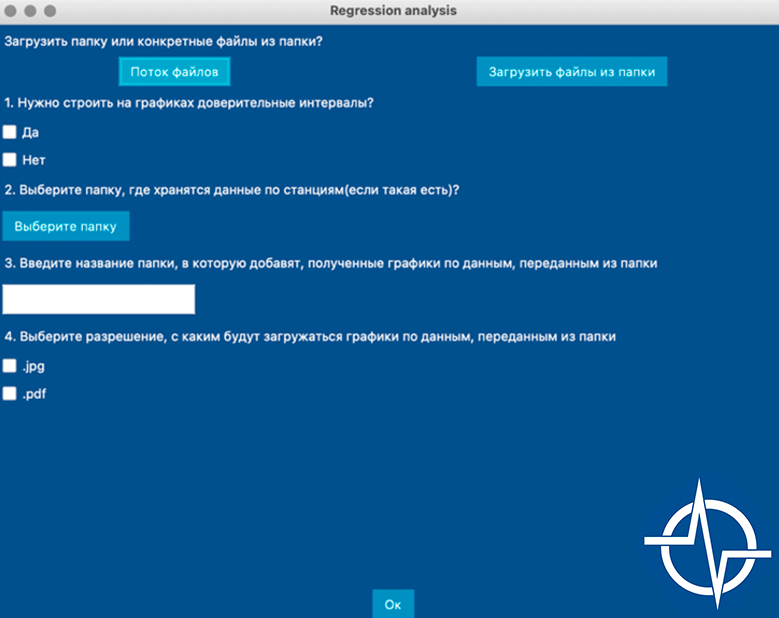 Regression analysis
Загрузить папку или конкретные файлы из папки?
Поток файлов
Загрузить файлы из папки
1. Нужно строить на графиках доверительные интервалы?
Да
Нет
2. Выберите папку, где хранятся данные по станциям(если такая есть)?
Выберите папку
3. Введите название папки, в которую добавят, полученные графики по данным, переданным из папки
4. Выберите разрешение, с каким будут загружаться графики по данным, переданным из папки
.jpg
.pdf
Ок